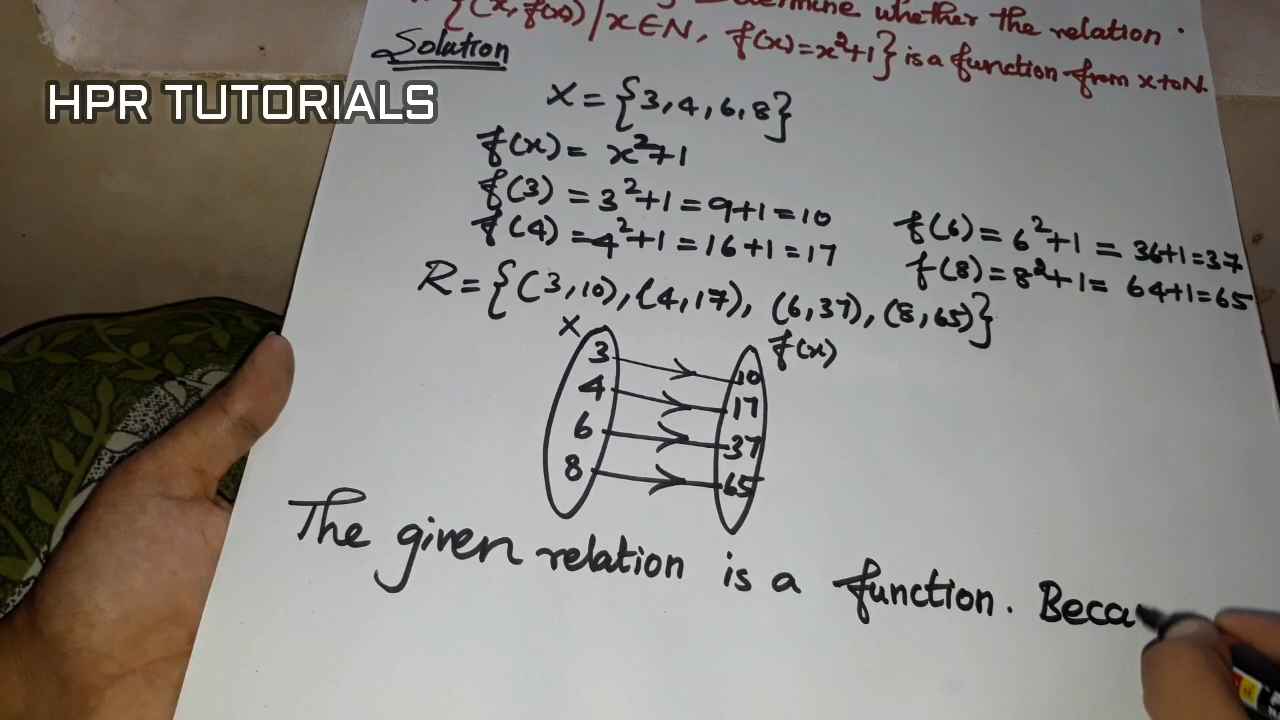 {(x, f(x)) / x∈N, f(x)=x²+1} is a function from x to N.
Determine whether the relation.
Solution
HPR TUTORIALS
X = {3, 4, 6, 8}
f(x) = x²+1
f(3) = 3²+1 = 9+1 = 10
f(4) = 4²+1 = 16+1 = 17
f(6) = 6²+1 = 36+1 = 37
f(8) = 8²+1 = 64+1 = 65
R = {(3,10), (4,17), (6,37), (8,65)}
X
f(x)
3 10
4 17
6 37
8 65
The given relation is a function. Beca